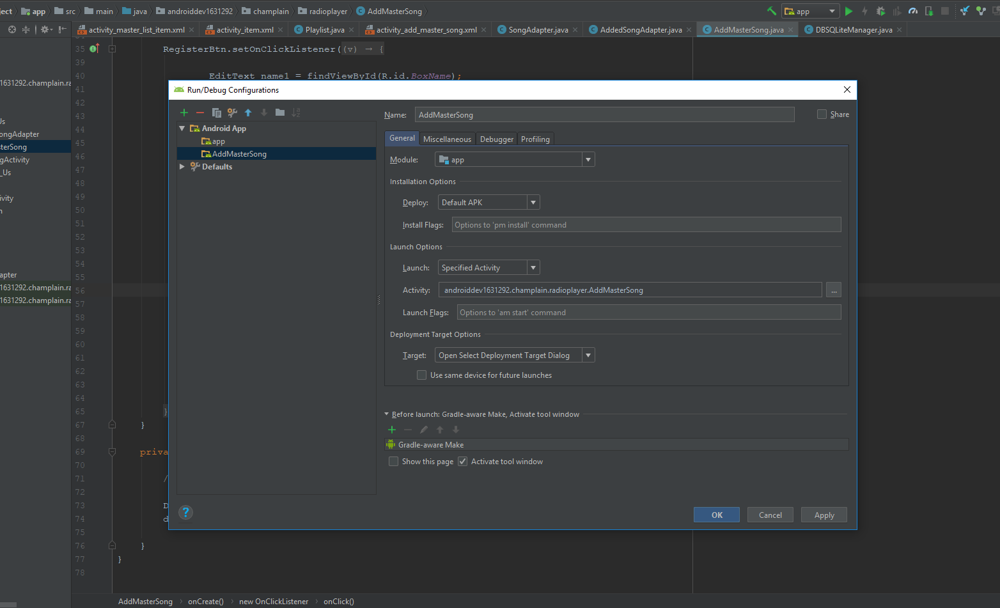 ject app src main java androiddev1631292 champlain radioplayer AddMasterSong app
activity_master_list_item.xml activity_item.xml Playlist.java activity_add_master_song.xml SongAdapter.java AddedSongAdapter.java AddMasterSong.java DBSQLiteManager.java
35 RegisterBtn.setOnClickListener((v) → {
39
40 EditText name1 = findViewById(R.id.BoxName);
1631292.champlain.ra
41
42
43
44
45
46
47
48
49
50
51
52
53
54
55
56
57
58
59
60
61
62
63
64
65 }
67 }
68
69 priva
70
71 /
72
73 D
74 d
75
76 }
77 }
78
Us
ongAdapter
terSong
gActivity
_Us
ivity
n
apter
1631292.champlain.ra
1631292.champlain.ra
Run/Debug Configurations
Android App
app
AddMasterSong
Defaults
Name: AddMasterSong Share
General Miscellaneous Debugger Profiling
Module: app
Installation Options
Deploy: Default APK
Install Flags: Options to 'pm install' command
Launch Options
Launch: Specified Activity
Activity: androiddev1631292.champlain.radioplayer.AddMasterSong ...
Launch Flags: Options to 'am start' command
Deployment Target Options
Target: Open Select Deployment Target Dialog
Use same device for future launches
Before launch: Gradle-aware Make, Activate tool window
Gradle-aware Make
Show this page Activate tool window
? OK Cancel Apply
AddMasterSong onCreate() new OnClickListener onClick()